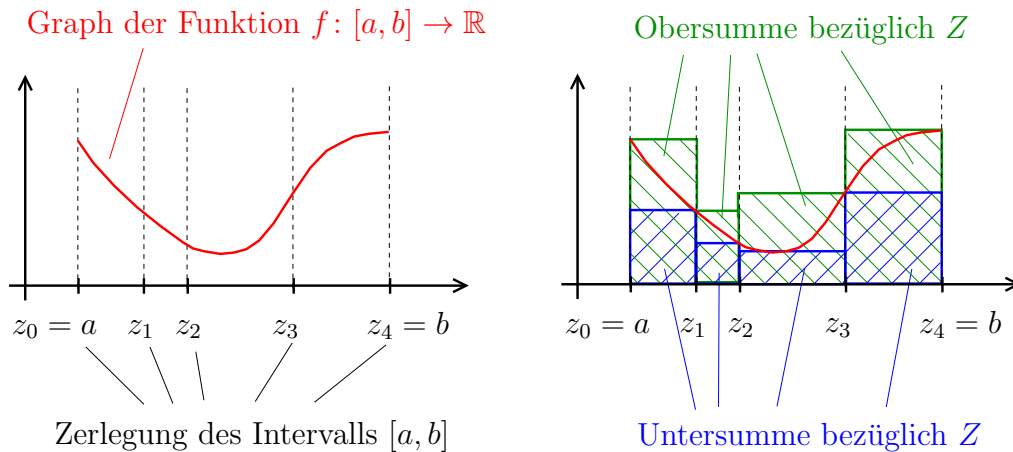 Graph der Funktion f: [a, b] → ℝ
z₀ = a z₁ z₂ z₃ z₄ = b
Zerlegung des Intervalls [a, b]
Obersumme bezüglich Z
z₀ = a z₁ z₂ z₃ z₄ = b
Untersumme bezüglich Z